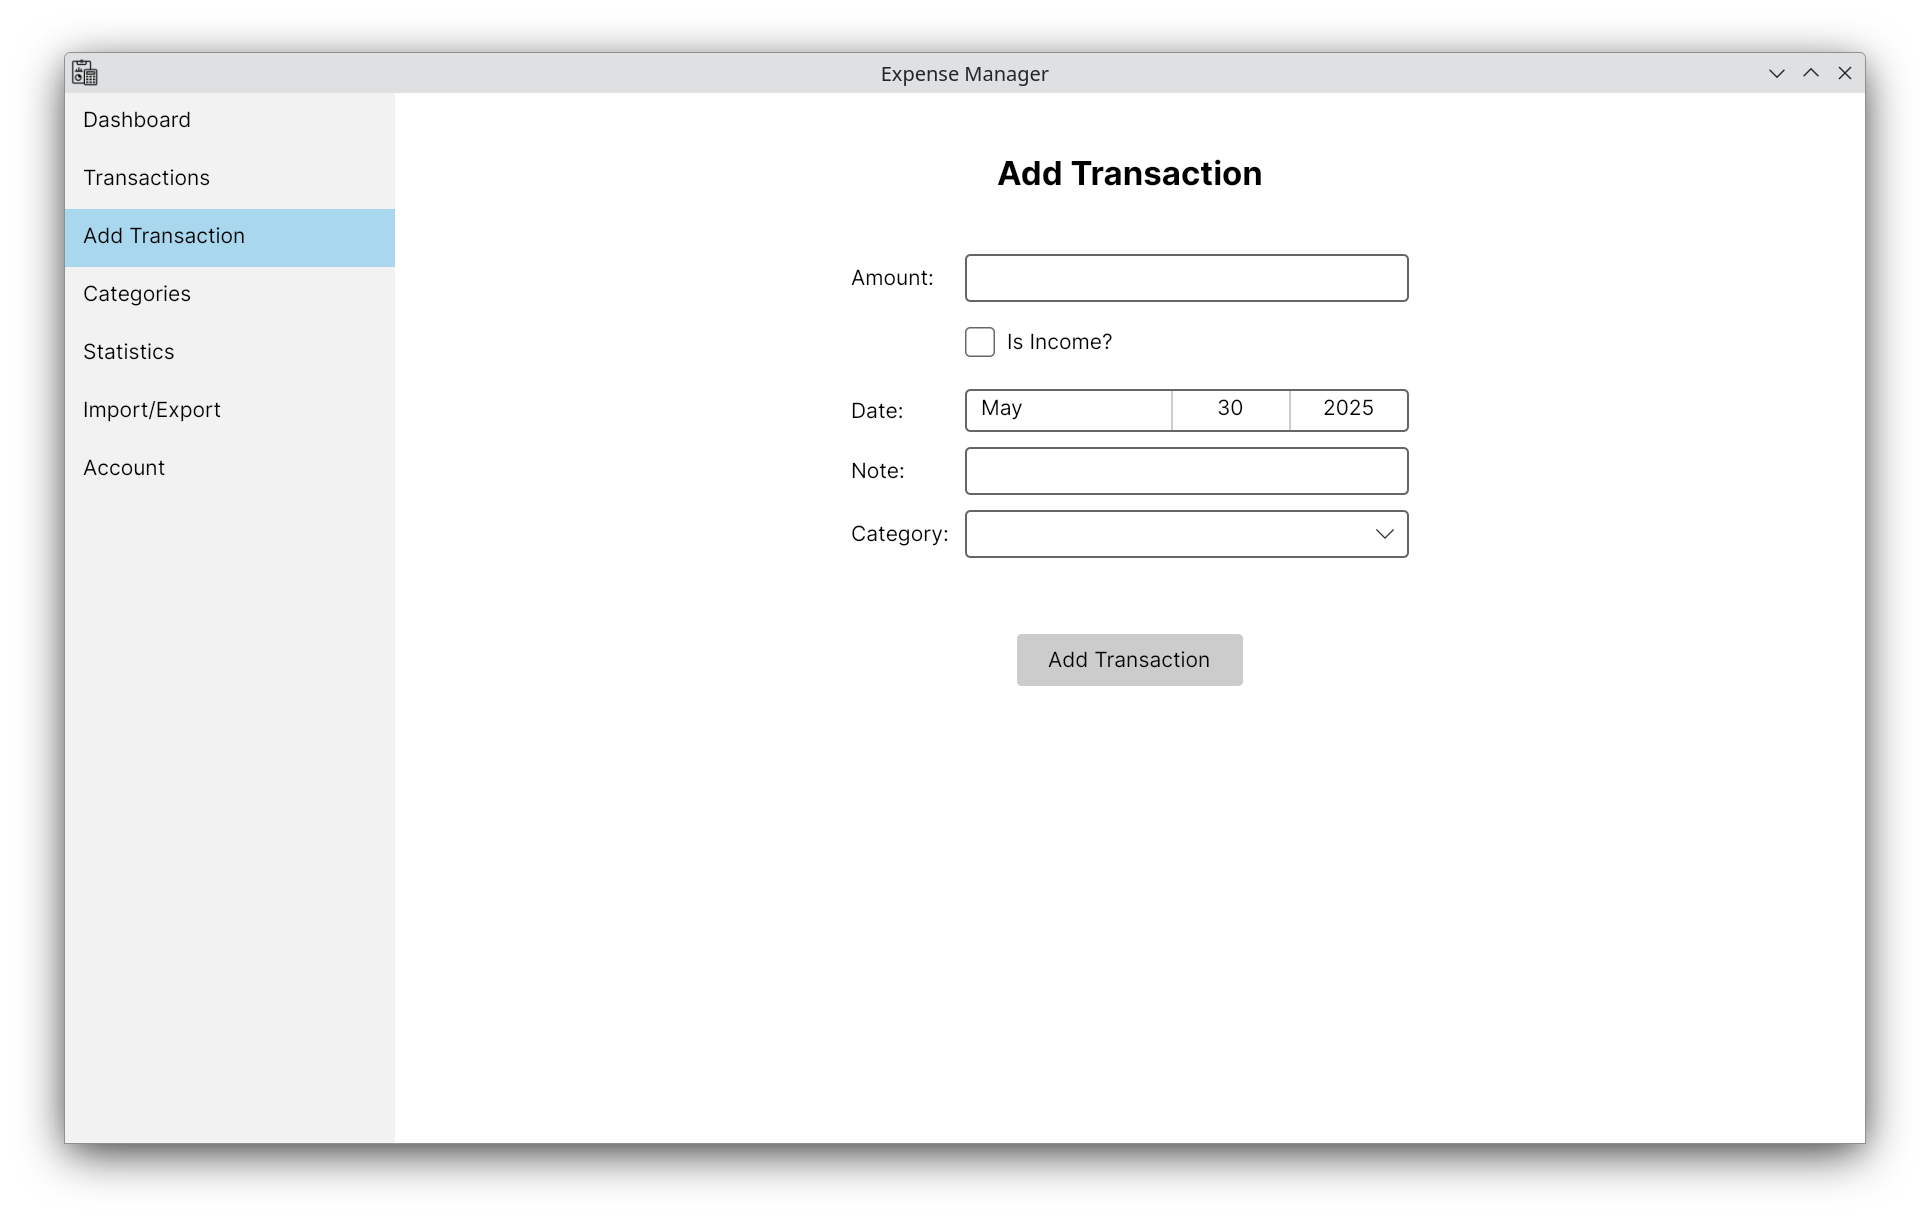 Expense Manager
Dashboard
Transactions
Add Transaction
Categories
Statistics
Import/Export
Account
Add Transaction
Amount:
Is Income?
Date: May 30 2025
Note:
Category:
Add Transaction